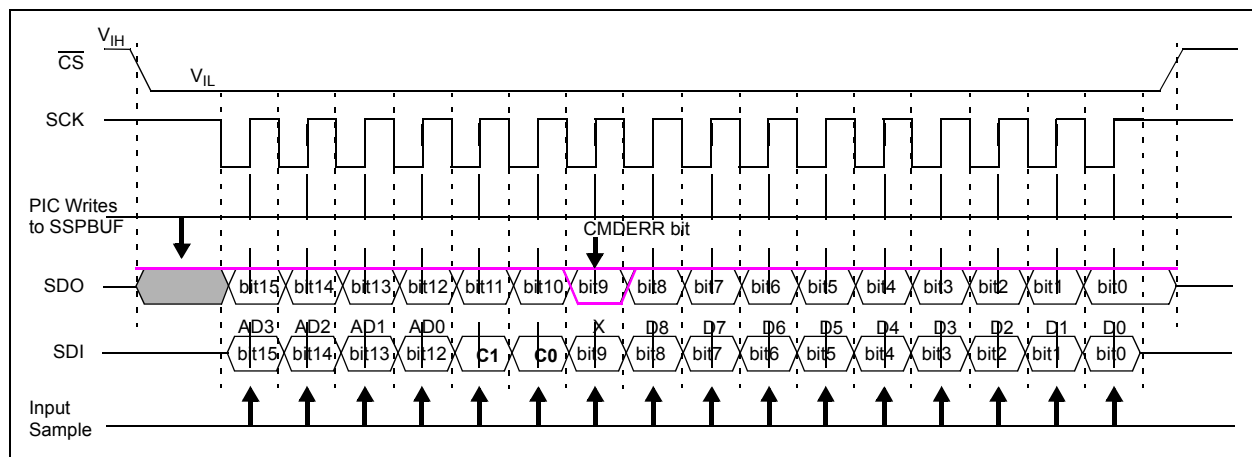 VIH
CS
VIL
SCK
PIC Writes
to SSPBUF
CMDERR bit
SDO
bit15 bit14 bit13 bit12 bit11 bit10 bit9 bit8 bit7 bit6 bit5 bit4 bit3 bit2 bit1 bit0
AD3 AD2 AD1 AD0 X D8 D7 D6 D5 D4 D3 D2 D1 D0
SDI
bit15 bit14 bit13 bit12 C1 C0 bit9 bit8 bit7 bit6 bit5 bit4 bit3 bit2 bit1 bit0
Input
Sample